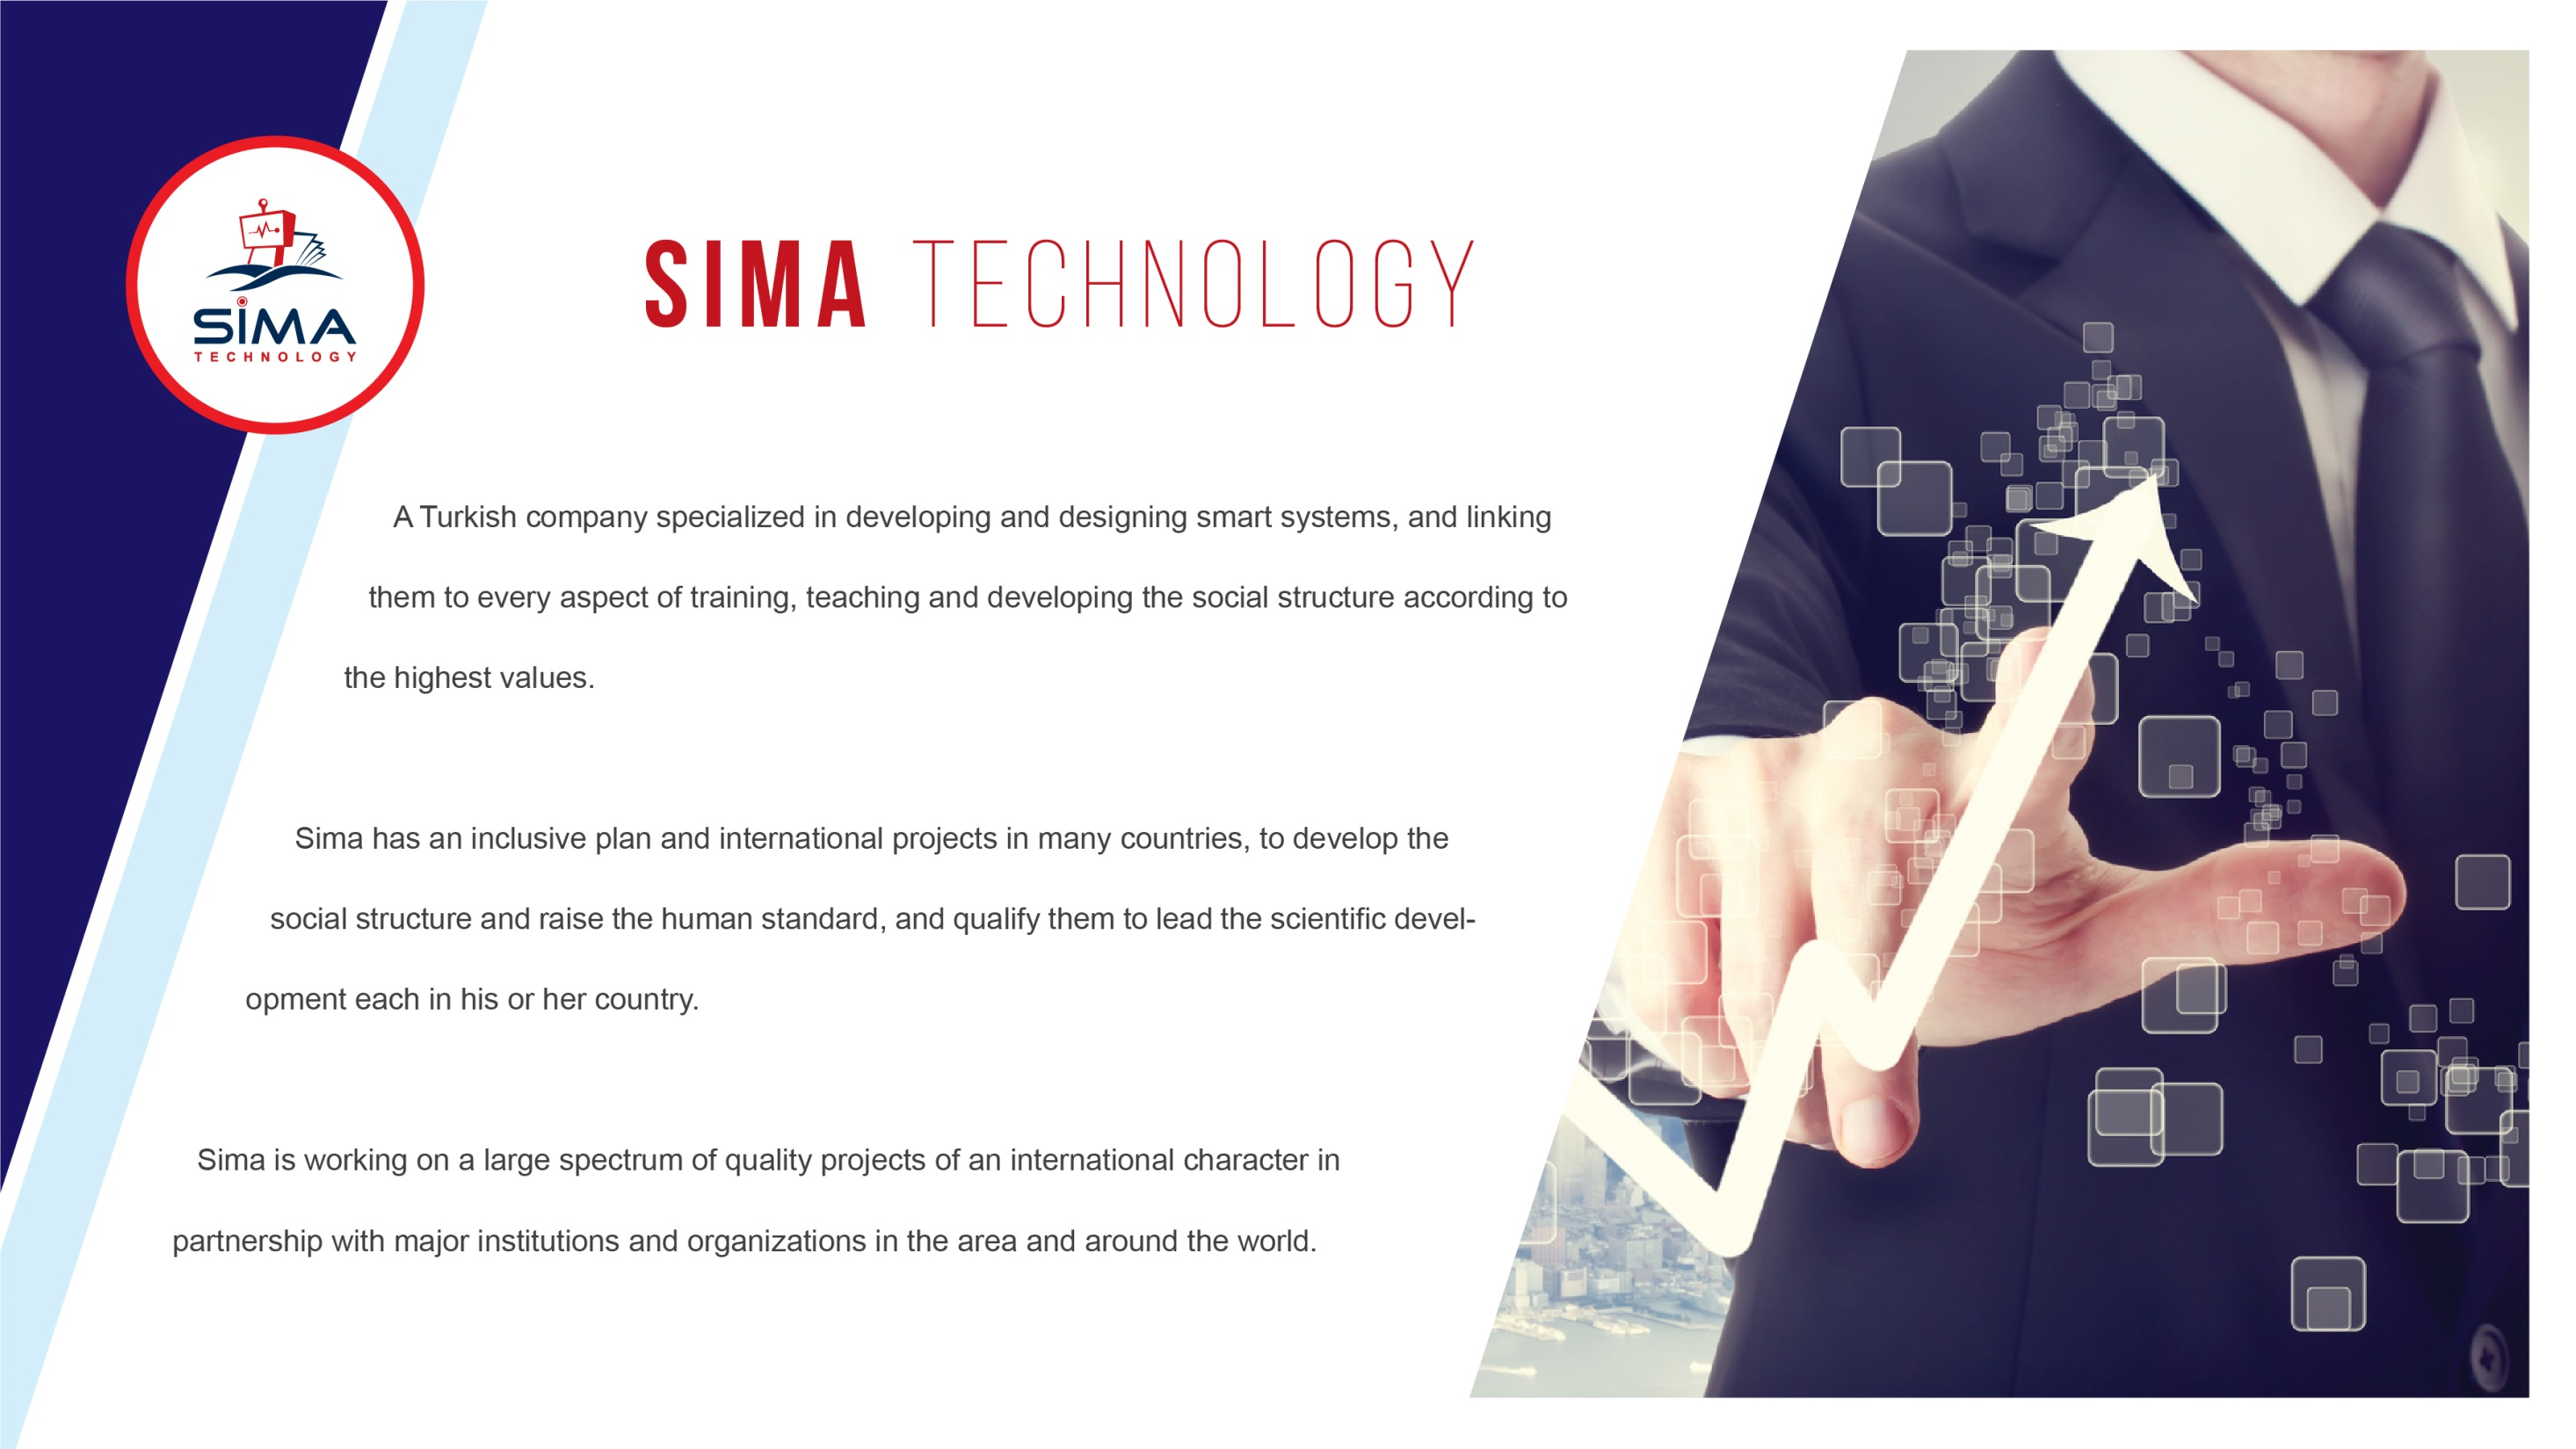 SiMA
TECHNOLOGY
SIMA TECHNOLOGY
A Turkish company specialized in developing and designing smart systems, and linking
them to every aspect of training, teaching and developing the social structure according to
the highest values.
Sima has an inclusive plan and international projects in many countries, to develop the
social structure and raise the human standard, and qualify them to lead the scientific devel-
opment each in his or her country.
Sima is working on a large spectrum of quality projects of an international character in
partnership with major institutions and organizations in the area and around the world.